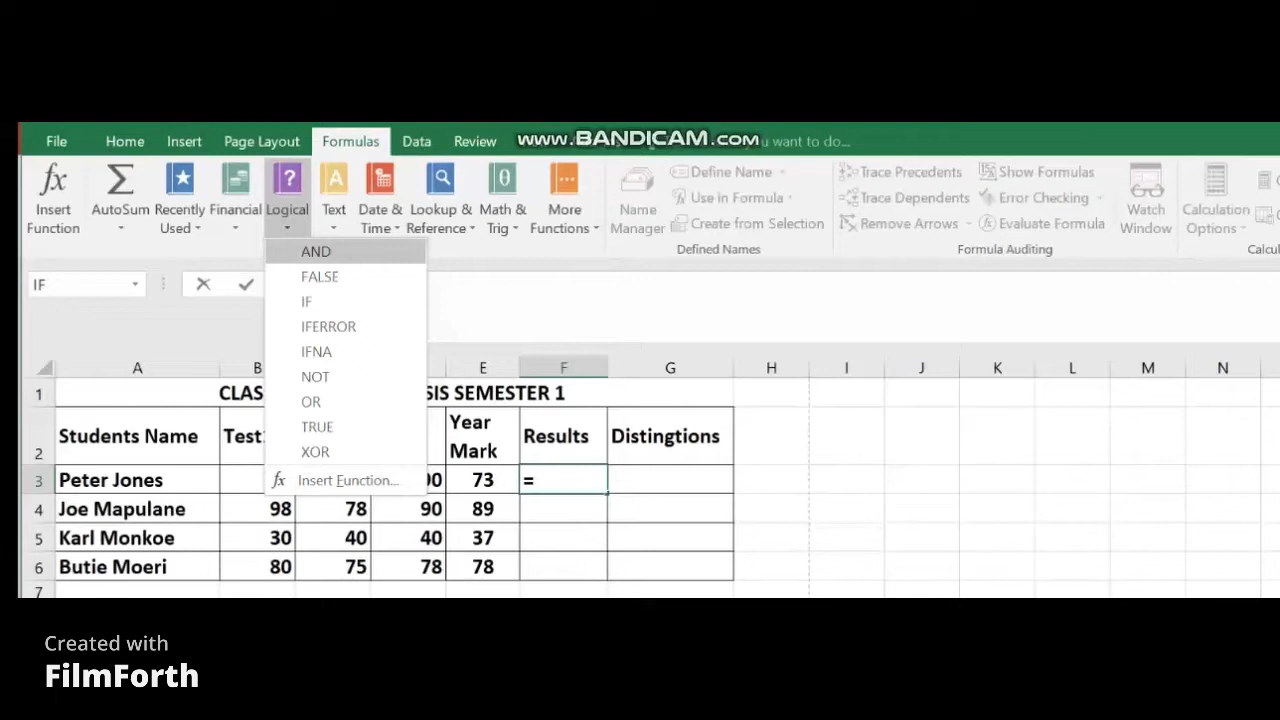 www.BANDICAM.com
File Home Insert Page Layout Formulas Data Review you want to do...
fx Σ ? A θ
Insert Function AutoSum Recently Used Financial Logical Text Date & Time Lookup & Reference Math & Trig More Functions
Name Manager
Define Name
Use in Formula
Create from Selection
Defined Names
Trace Precedents
Trace Dependents
Remove Arrows
Show Formulas
Error Checking
Evaluate Formula
Formula Auditing
Watch Window
Calculation Options
IF
AND
FALSE
IF
IFERROR
IFNA
NOT
OR
TRUE
XOR
fx Insert Function...
A B E F G H I J K L M N
1 CLAS SIS SEMESTER 1
2 Students Name Test Year Mark Results Distingtions
3 Peter Jones 73 =
4 Joe Mapulane 98 78 90 89
5 Karl Monkoe 30 40 40 37
6 Butie Moeri 80 75 78 78
7
Created with
FilmForth